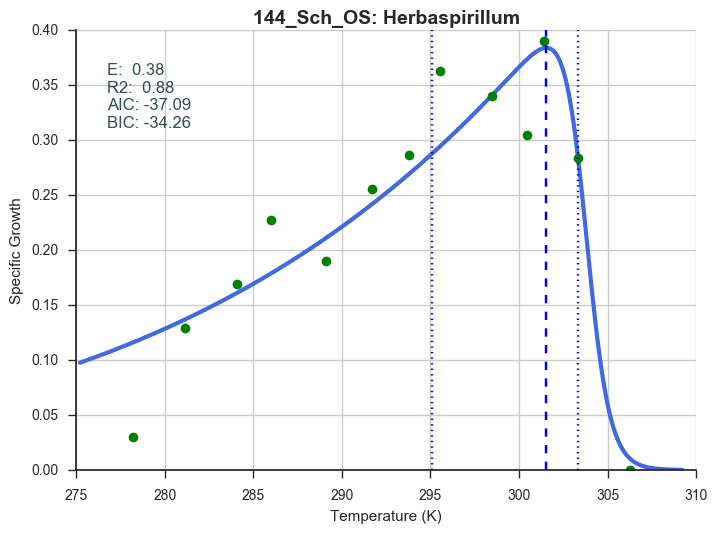 144_Sch_OS: Herbaspirillum
E: 0.38
R2: 0.88
AIC: -37.09
BIC: -34.26
Specific Growth
0.40
0.35
0.30
0.25
0.20
0.15
0.10
0.05
0.00
275 280 285 290 295 300 305 310
Temperature (K)